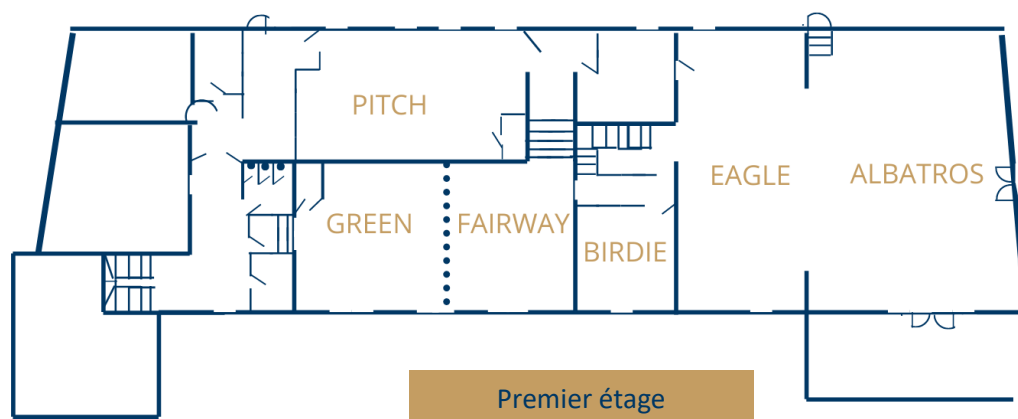 PITCH
EAGLE
ALBATROS
GREEN
FAIRWAY
BIRDIE
Premier étage